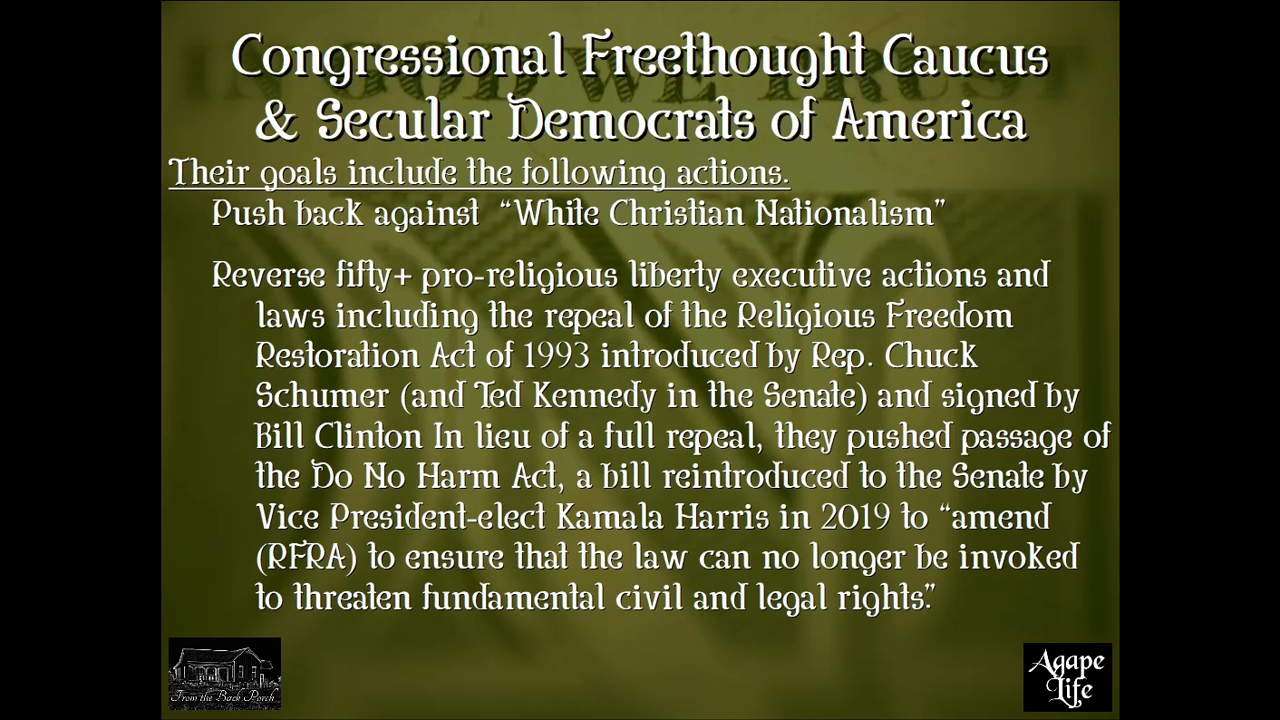 IN GOD WE TRUST
Congressional Freethought Caucus
& Secular Democrats of America
Their goals include the following actions.
Push back against “White Christian Nationalism”
Reverse fifty+ pro-religious liberty executive actions and
laws including the repeal of the Religious Freedom
Restoration Act of 1993 introduced by Rep. Chuck
Schumer (and Ted Kennedy in the Senate) and signed by
Bill Clinton In lieu of a full repeal, they pushed passage of
the Do No Harm Act, a bill reintroduced to the Senate by
Vice President-elect Kamala Harris in 2019 to “amend
(RFRA) to ensure that the law can no longer be invoked
to threaten fundamental civil and legal rights.”
From the Back Porch
Agape
Life